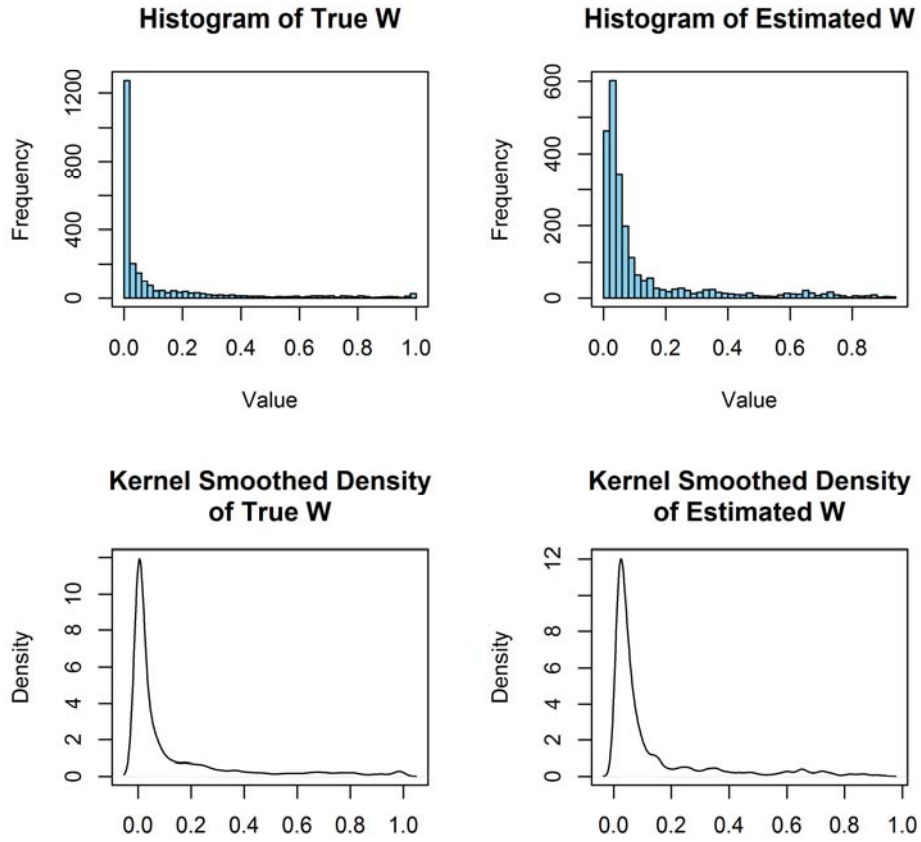 Histogram of True W
Frequency
0 400 800 1200
0.0 0.2 0.4 0.6 0.8 1.0
Value
Histogram of Estimated W
Frequency
0 200 400 600
0.0 0.2 0.4 0.6 0.8
Value
Kernel Smoothed Density
of True W
Density
0 2 4 6 8 10
0.0 0.2 0.4 0.6 0.8 1.0
Kernel Smoothed Density
of Estimated W
Density
0 2 4 6 8 12
0.0 0.2 0.4 0.6 0.8 1.0